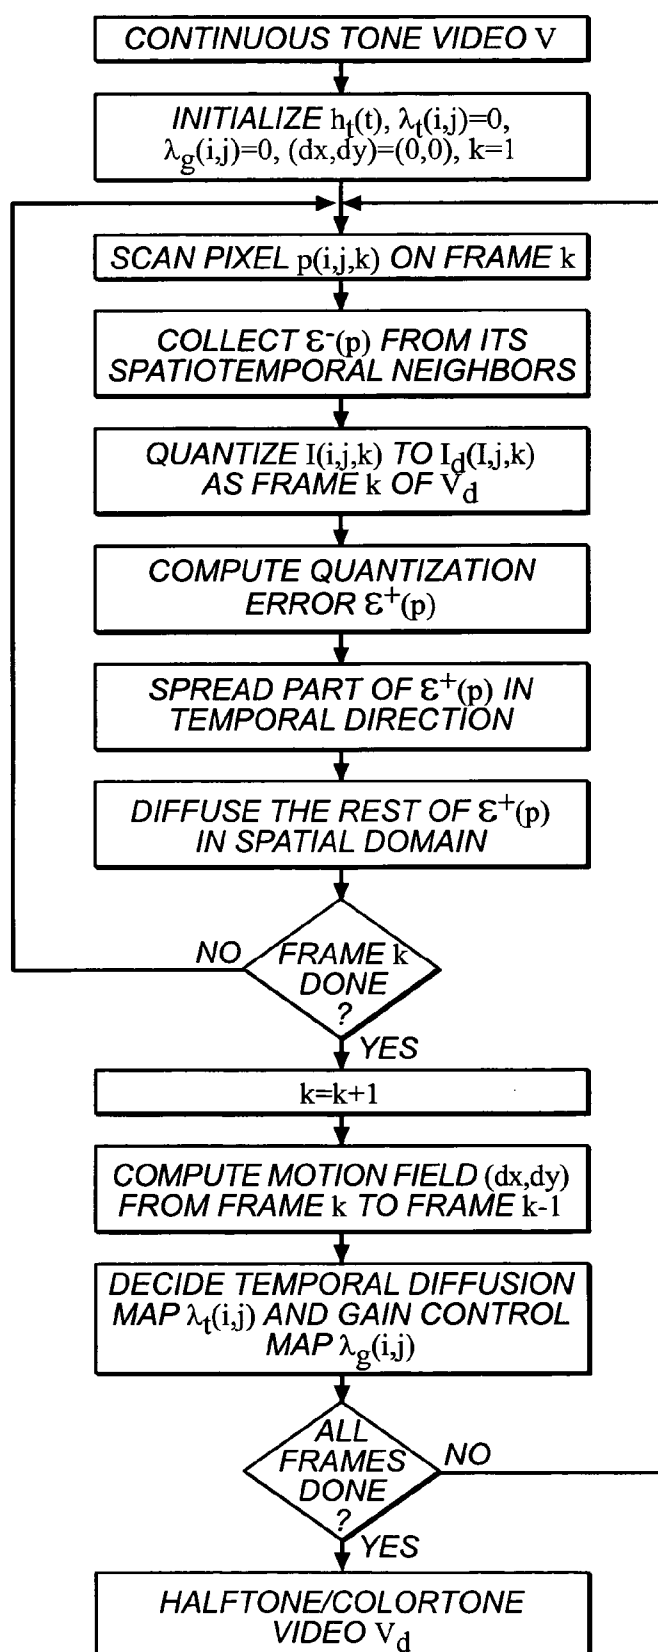 CONTINUOUS TONE VIDEO V
INITIALIZE h_t(t), λ_t(i,j)=0,
λ_g(i,j)=0, (dx,dy)=(0,0), k=1
SCAN PIXEL p(i,j,k) ON FRAME k
COLLECT ε⁻(p) FROM ITS
SPATIOTEMPORAL NEIGHBORS
QUANTIZE I(i,j,k) TO I_d(I,j,k)
AS FRAME k OF V_d
COMPUTE QUANTIZATION
ERROR ε⁺(p)
SPREAD PART OF ε⁺(p) IN
TEMPORAL DIRECTION
DIFFUSE THE REST OF ε⁺(p)
IN SPATIAL DOMAIN
NO
FRAME k
DONE
?
YES
k=k+1
COMPUTE MOTION FIELD (dx,dy)
FROM FRAME k TO FRAME k-1
DECIDE TEMPORAL DIFFUSION
MAP λ_t(i,j) AND GAIN CONTROL
MAP λ_g(i,j)
ALL
FRAMES
DONE
?
NO
YES
HALFTONE/COLORTONE
VIDEO V_d